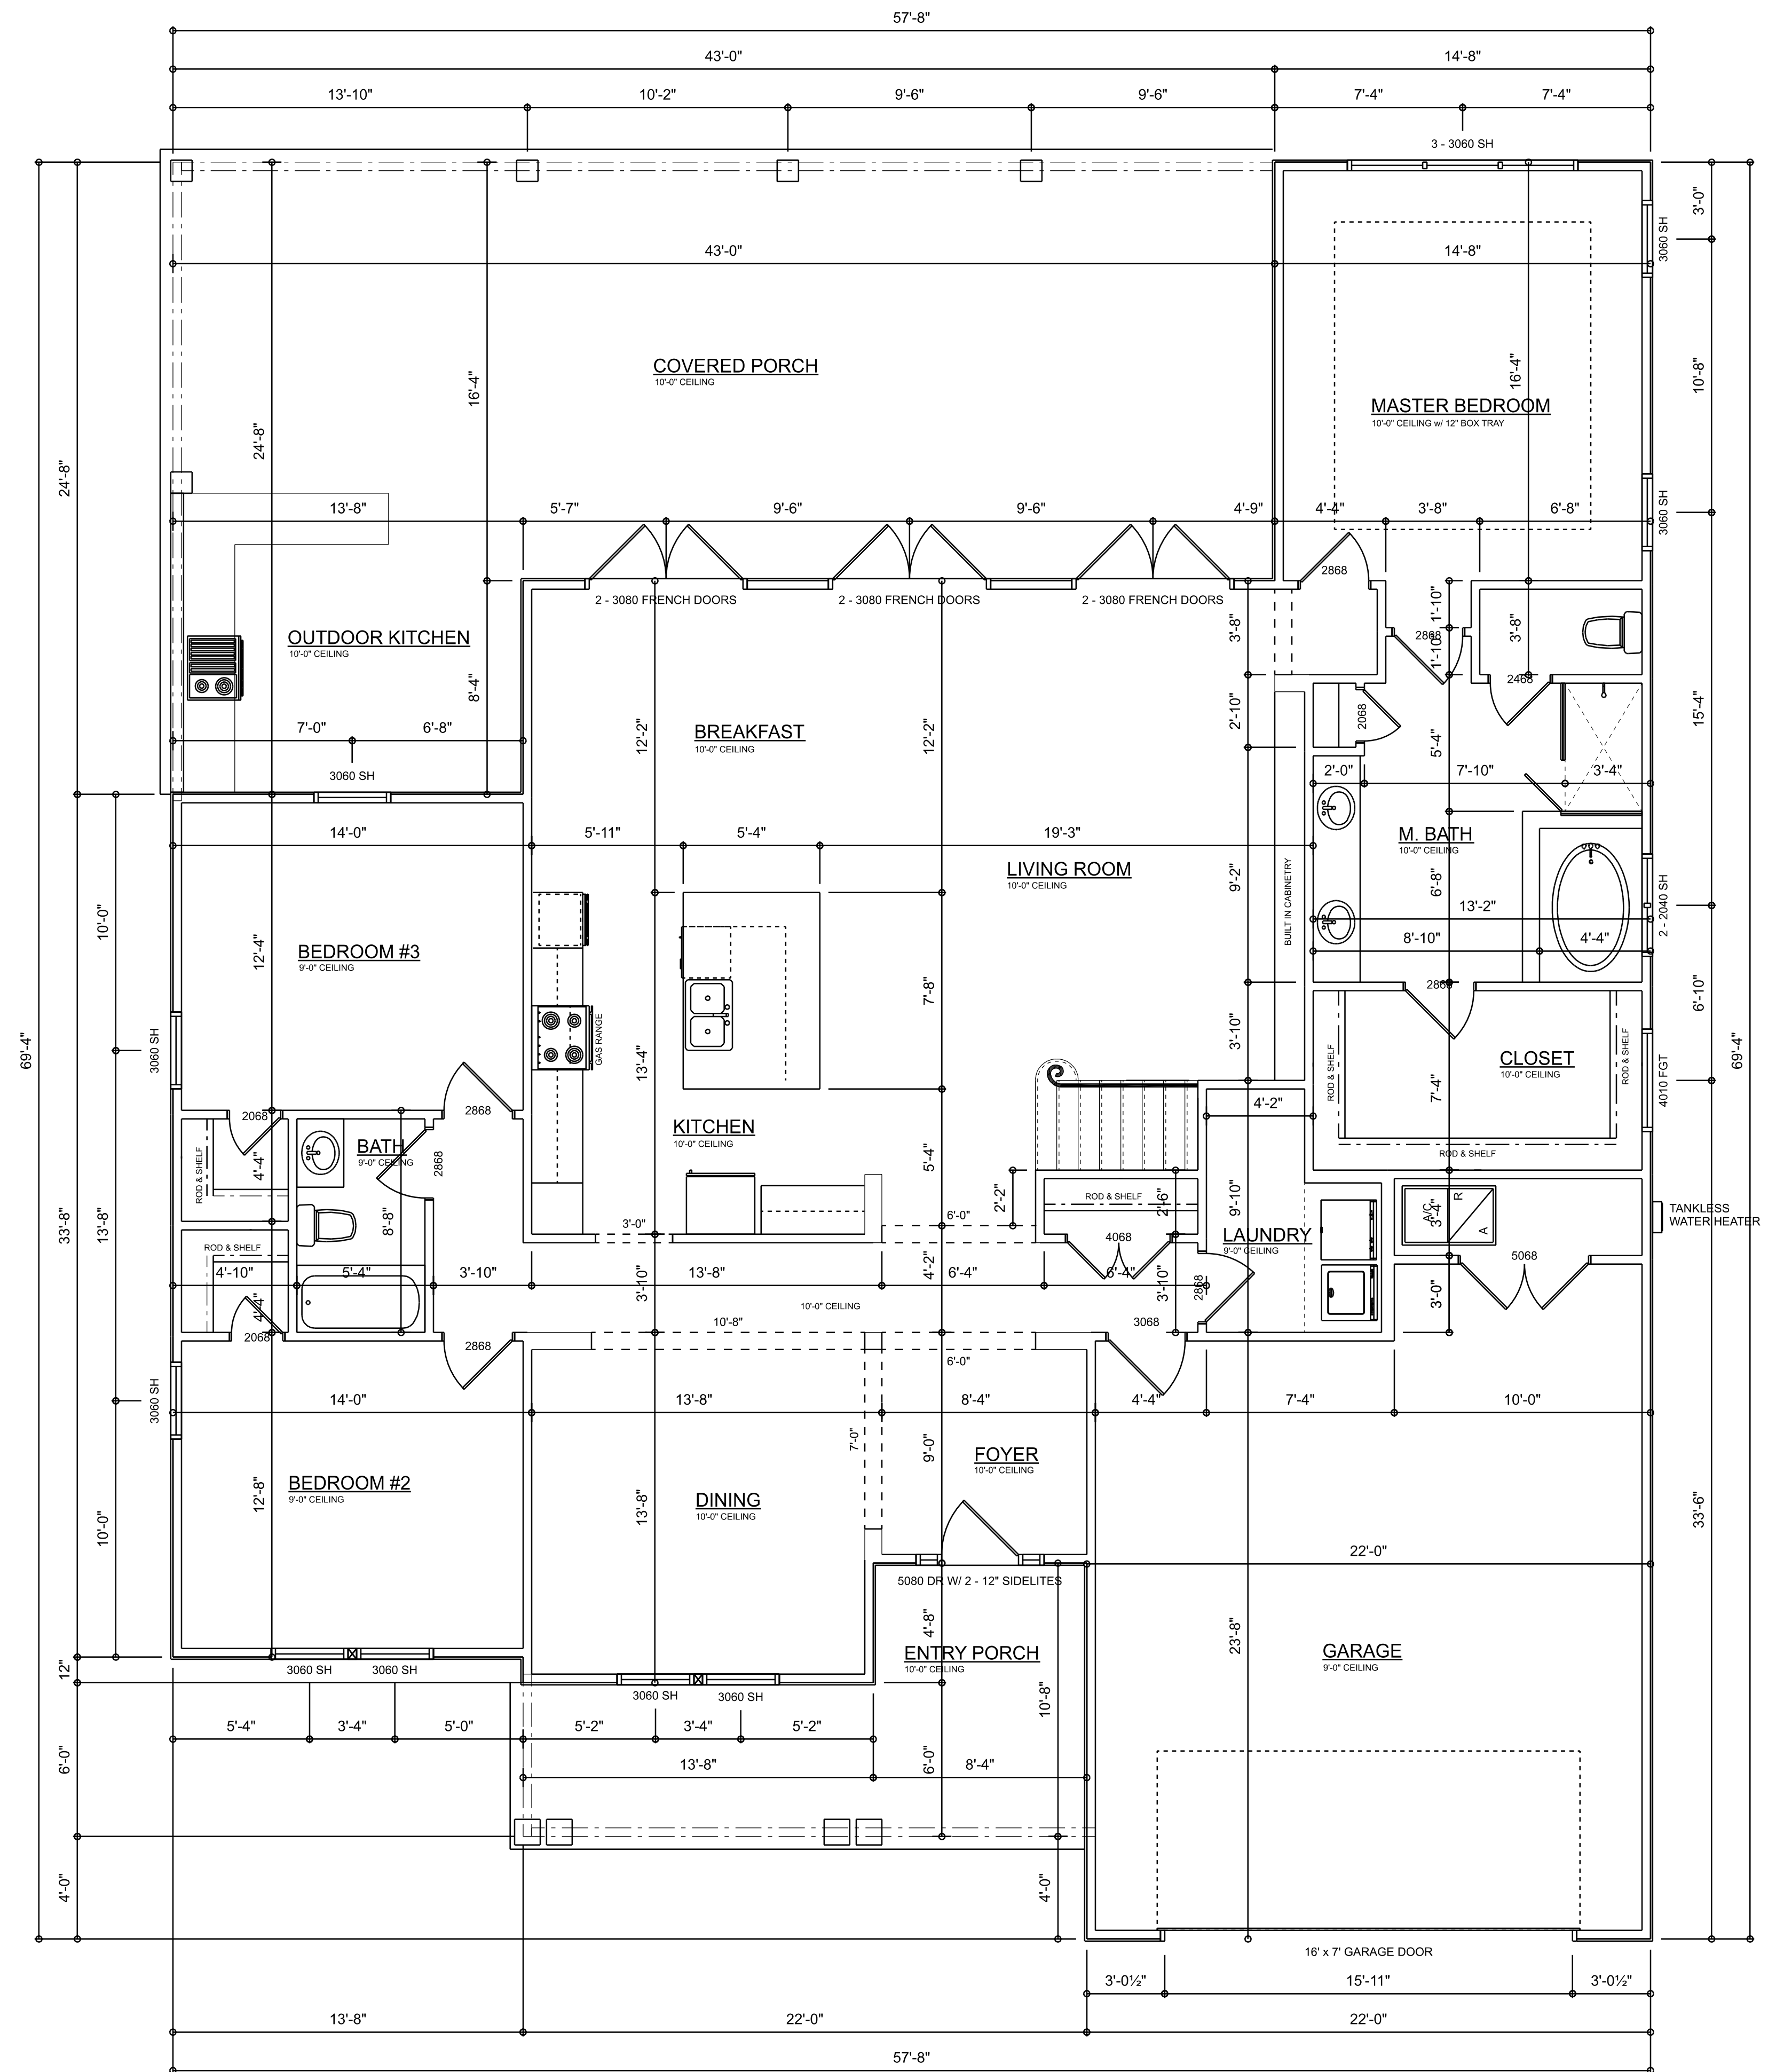 57'-8"
43'-0" 14'-8"
13'-10" 10'-2" 9'-6" 9'-6" 7'-4" 7'-4"
3 - 3060 SH
3'-0"
3060 SH
43'-0" 14'-8"
COVERED PORCH
10'-0" CEILING
16'-4"
24'-8"
24'-8"
16'-4"
10'-8"
MASTER BEDROOM
10'-0" CEILING w/ 12" BOX TRAY
3060 SH
13'-8" 5'-7" 9'-6" 9'-6" 4'-9" 4'-4" 3'-8" 6'-8"
2868
2 - 3080 FRENCH DOORS 2 - 3080 FRENCH DOORS 2 - 3080 FRENCH DOORS
OUTDOOR KITCHEN
10'-0" CEILING
8'-4"
3'-8"
1'-10"
2868
1'-10"
3'-8"
2468
7'-0" 6'-8"
3060 SH
BREAKFAST
10'-0" CEILING
12'-2"
12'-2"
2'-10"
2068
5'-4"
15'-4"
2'-0" 7'-10" 3'-4"
14'-0" 5'-11" 5'-4" 19'-3"
M. BATH
10'-0" CEILING
LIVING ROOM
10'-0" CEILING
BUILT IN CABINETRY
9'-2"
6'-8"
13'-2"
8'-10" 4'-4"
2 - 2040 SH
10'-0"
BEDROOM #3
9'-0" CEILING
12'-4"
7'-8"
2868
6'-10"
69'-4"
3060 SH
GAS RANGE
13'-4"
3'-10"
ROD & SHELF
CLOSET
10'-0" CEILING
ROD & SHELF
7'-4"
4010 FGT
69'-4"
4'-2"
2068
2868
BATH
9'-0" CEILING
2868
ROD & SHELF
4'-4"
KITCHEN
10'-0" CEILING
5'-4"
ROD & SHELF
33'-8"
13'-8"
8'-8"
2'-2"
ROD & SHELF
2'-6"
9'-10"
A/C
3'-4"
R
A
TANKLESS
WATER HEATER
3'-0"
6'-0"
4068
LAUNDRY
9'-0" CEILING
5068
ROD & SHELF
4'-10" 5'-4" 3'-10" 13'-8" 6'-4" 6'-4"
4'-4"
3'-10"
4'-2"
3'-10"
2868
3'-0"
10'-0" CEILING
10'-8"
3068
2068
2868
6'-0"
3060 SH
14'-0" 13'-8" 8'-4" 4'-4" 7'-4" 10'-0"
7'-0"
9'-0"
FOYER
10'-0" CEILING
BEDROOM #2
9'-0" CEILING
12'-8"
DINING
10'-0" CEILING
13'-8"
10'-0"
33'-6"
22'-0"
5080 DR W/ 2 - 12" SIDELITES
4'-8"
ENTRY PORCH
10'-0" CEILING
23'-8"
GARAGE
9'-0" CEILING
12"
3060 SH 3060 SH
3060 SH 3060 SH
10'-8"
5'-4" 3'-4" 5'-0" 5'-2" 3'-4" 5'-2"
6'-0"
13'-8" 6'-0" 8'-4"
4'-0"
4'-0"
16' x 7' GARAGE DOOR
3'-0½" 15'-11" 3'-0½"
13'-8" 22'-0" 22'-0"
57'-8"